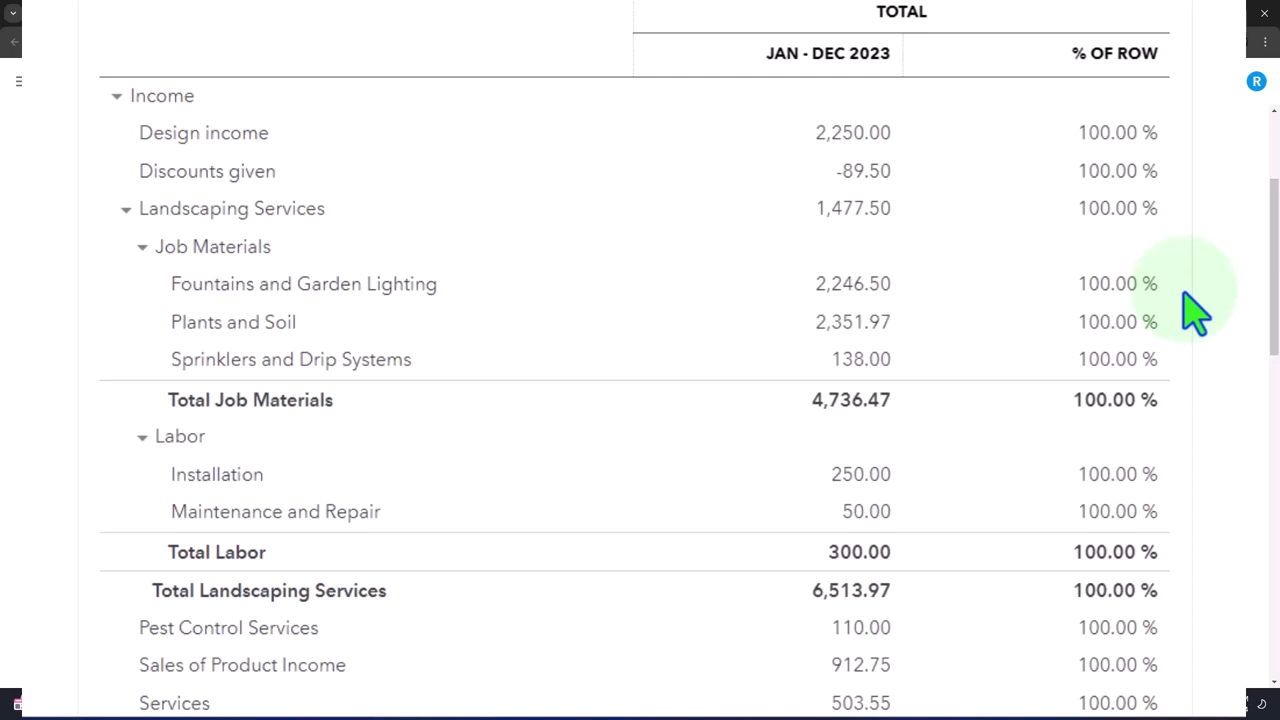 TOTAL
JAN - DEC 2023 % OF ROW
R
Income
Design income 2,250.00 100.00 %
Discounts given -89.50 100.00 %
Landscaping Services 1,477.50 100.00 %
Job Materials
Fountains and Garden Lighting 2,246.50 100.00 %
Plants and Soil 2,351.97 100.00 %
Sprinklers and Drip Systems 138.00 100.00 %
Total Job Materials 4,736.47 100.00 %
Labor
Installation 250.00 100.00 %
Maintenance and Repair 50.00 100.00 %
Total Labor 300.00 100.00 %
Total Landscaping Services 6,513.97 100.00 %
Pest Control Services 110.00 100.00 %
Sales of Product Income 912.75 100.00 %
Services 503.55 100.00 %